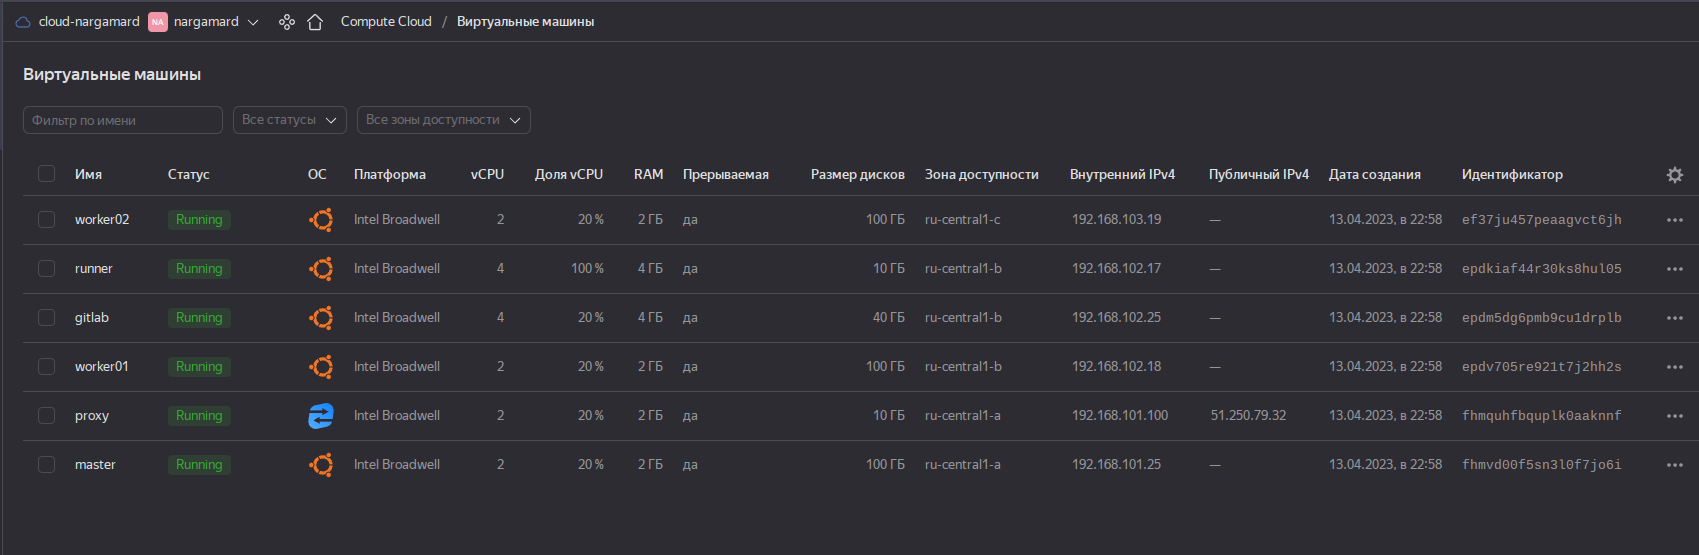 cloud-nargamard NA nargamard Compute Cloud / Виртуальные машины
Виртуальные машины
Фильтр по имени Все статусы Все зоны доступности
Имя Статус ОС Платформа vCPU Доля vCPU RAM Прерываемая Размер дисков Зона доступности Внутренний IPv4 Публичный IPv4 Дата создания Идентификатор
worker02 Running Intel Broadwell 2 20 % 2 ГБ да 100 ГБ ru-central1-c 192.168.103.19 — 13.04.2023, в 22:58 ef37ju457peaagvct6jh
runner Running Intel Broadwell 4 100 % 4 ГБ да 10 ГБ ru-central1-b 192.168.102.17 — 13.04.2023, в 22:58 epdkiaf44r30ks8hul05
gitlab Running Intel Broadwell 4 20 % 4 ГБ да 40 ГБ ru-central1-b 192.168.102.25 — 13.04.2023, в 22:58 epdm5dg6pmb9cu1drplb
worker01 Running Intel Broadwell 2 20 % 2 ГБ да 100 ГБ ru-central1-b 192.168.102.18 — 13.04.2023, в 22:58 epdv705re921t7j2hh2s
proxy Running Intel Broadwell 2 20 % 2 ГБ да 10 ГБ ru-central1-a 192.168.101.100 51.250.79.32 13.04.2023, в 22:58 fhmquhfbquplk0aaknnf
master Running Intel Broadwell 2 20 % 2 ГБ да 100 ГБ ru-central1-a 192.168.101.25 — 13.04.2023, в 22:58 fhmvd00f5sn3l0f7jo6i